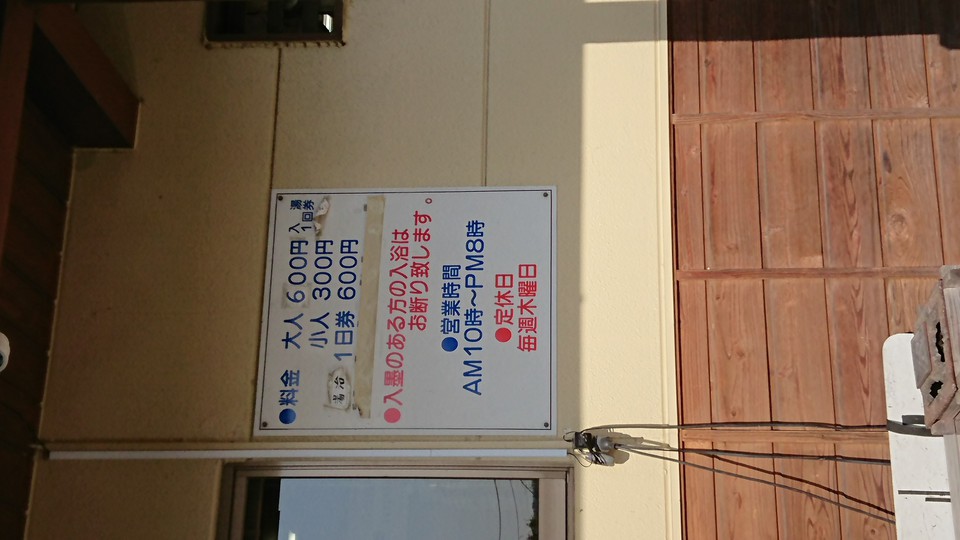 ●料金 大人 600円 入湯1回券
小人 300円
湯治 1日券 600円
●入墨のある方の入浴は
お断り致します。
●営業時間
AM10時〜PM8時
●定休日
毎週木曜日